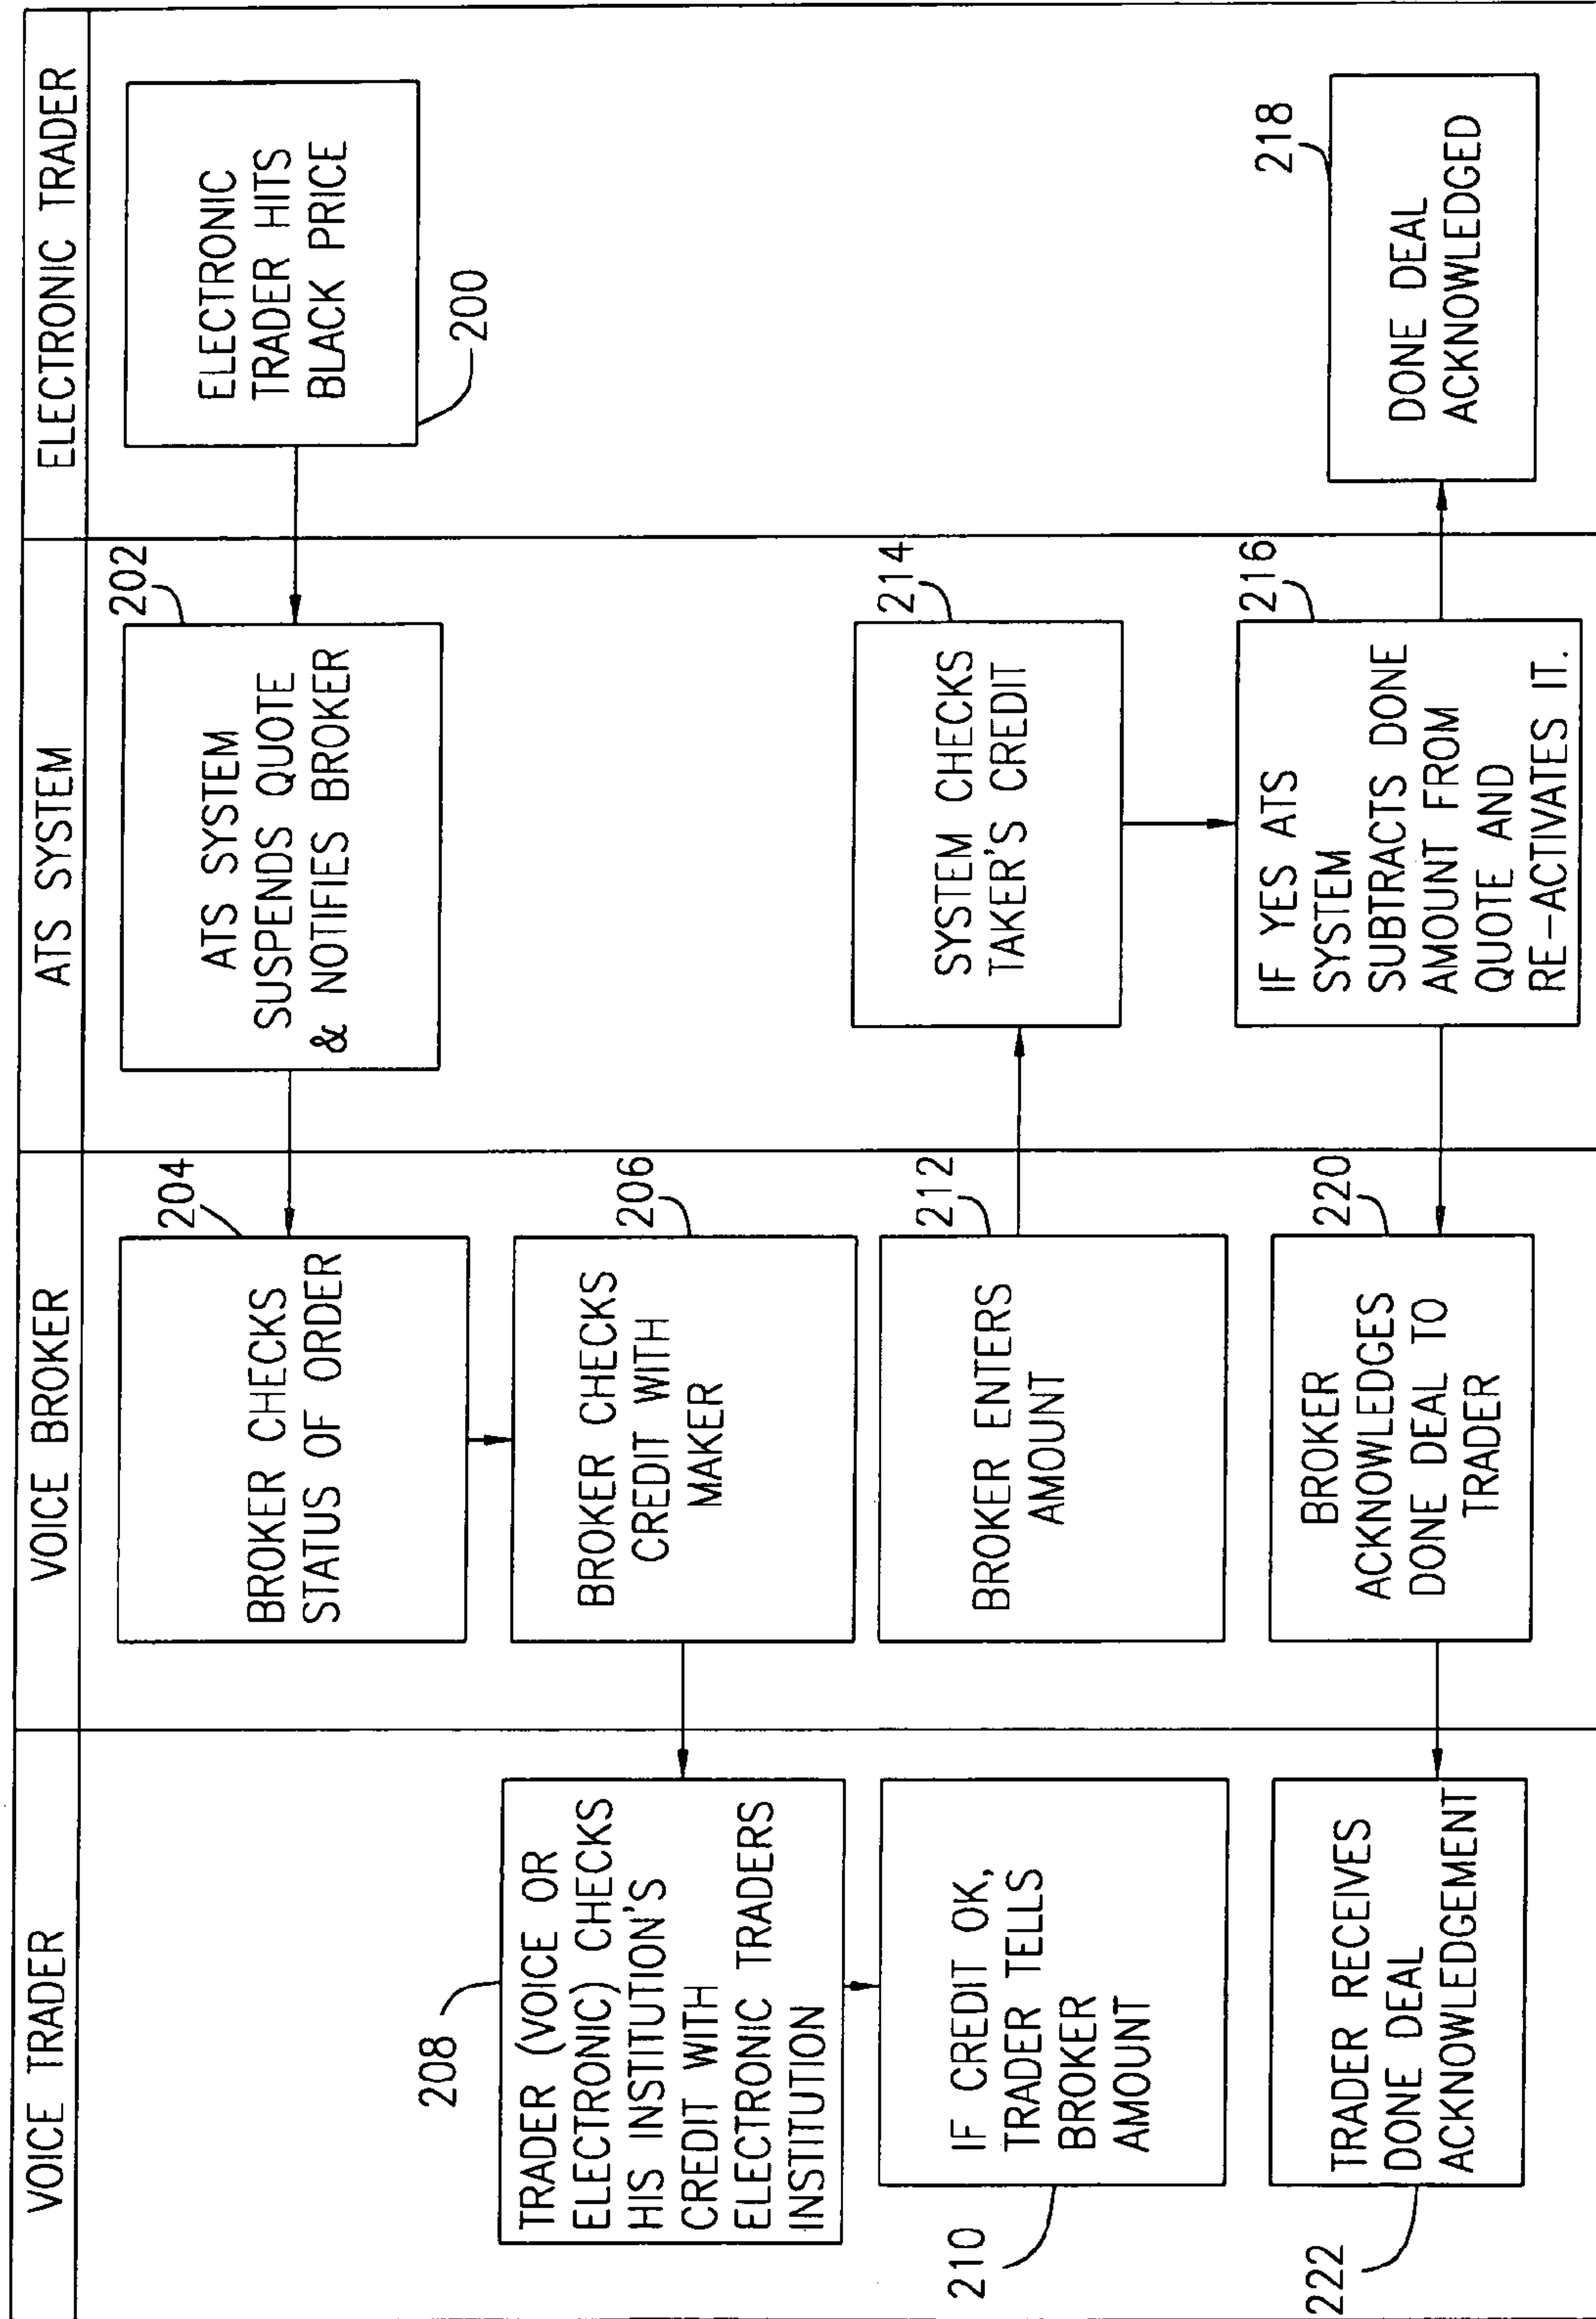 VOICE TRADER
VOICE BROKER
ATS SYSTEM
ELECTRONIC TRADER
ELECTRONIC
TRADER HITS
BLACK PRICE
200
202
ATS SYSTEM
SUSPENDS QUOTE
& NOTIFIES BROKER
204
BROKER CHECKS
STATUS OF ORDER
206
BROKER CHECKS
CREDIT WITH
MAKER
208
TRADER (VOICE OR
ELECTRONIC) CHECKS
HIS INSTITUTION'S
CREDIT WITH
ELECTRONIC TRADERS
INSTITUTION
210
IF CREDIT OK,
TRADER TELLS
BROKER
AMOUNT
212
BROKER ENTERS
AMOUNT
214
SYSTEM CHECKS
TAKER'S CREDIT
216
IF YES ATS
SYSTEM
SUBTRACTS DONE
AMOUNT FROM
QUOTE AND
RE-ACTIVATES IT.
218
DONE DEAL
ACKNOWLEDGED
220
BROKER
ACKNOWLEDGES
DONE DEAL TO
TRADER
222
TRADER RECEIVES
DONE DEAL
ACKNOWLEDGEMENT